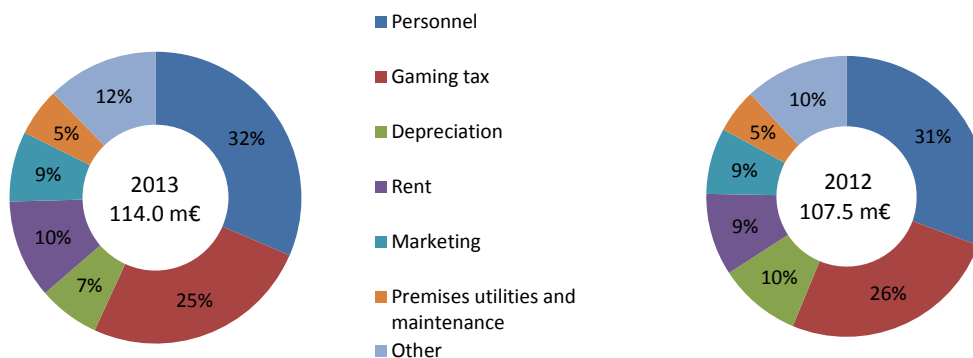 12%
32%
5%
9%
2013
114.0 m€
10%
7%
25%
Personnel
Gaming tax
Depreciation
Rent
Marketing
Premises utilities and
maintenance
Other
10%
31%
5%
9%
2012
107.5 m€
9%
10%
26%